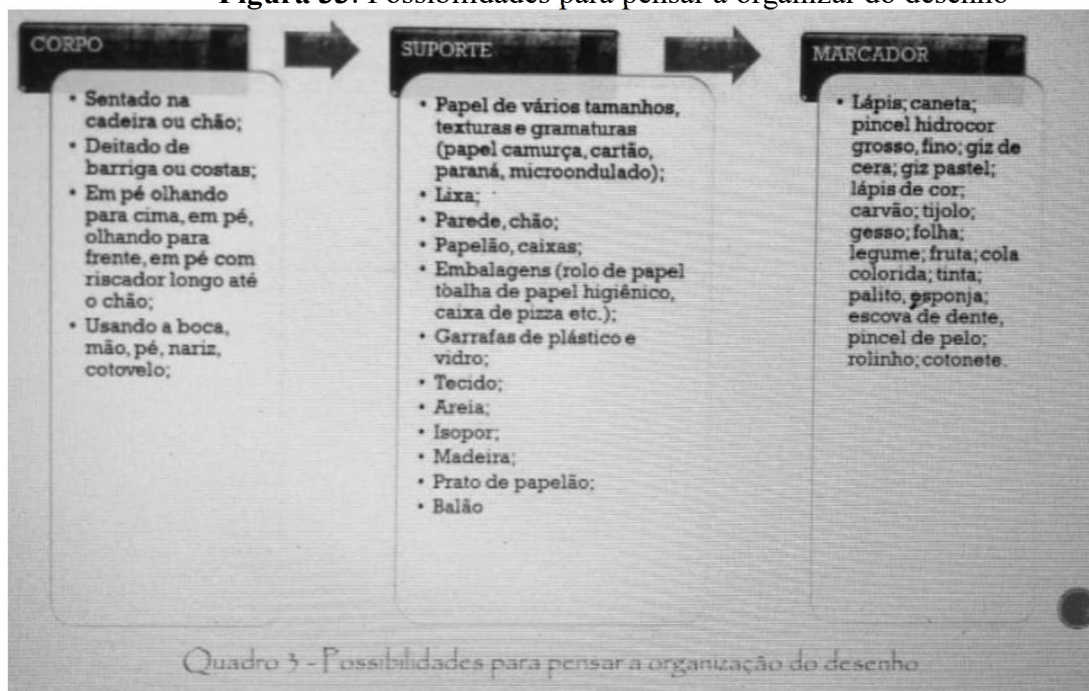 Figura 33: Possibilidades para pensar a organizar do desenho
CORPO
• Sentado na
cadeira ou chão;
• Deitado de
barriga ou costas;
• Em pé olhando
para cima, em pé,
olhando para
frente, em pé com
riscador longo até
o chão;
• Usando a boca,
mão, pé, nariz,
cotovelo;
SUPORTE
• Papel de vários tamanhos,
texturas e gramaturas
(papel camurça, cartão,
paraná, microondulado);
• Lixa;
• Parede, chão;
• Papelão, caixas;
• Embalagens (rolo de papel
toalha de papel higiênico,
caixa de pizza etc.);
• Garrafas de plástico e
vidro;
• Tecido;
• Areia;
• Isopor;
• Madeira;
• Prato de papelão;
• Balão
MARCADOR
• Lápis; caneta;
pincel hidrocor
grosso, fino; giz de
cera; giz pastel;
lápis de cor;
carvão; tijolo;
gesso; folha;
legume; fruta; cola
colorida; tinta;
palito, esponja;
escova de dente,
pincel de pelo;
rolinho; cotonete.
Quadro 3 - Possibilidades para pensar a organização do desenho